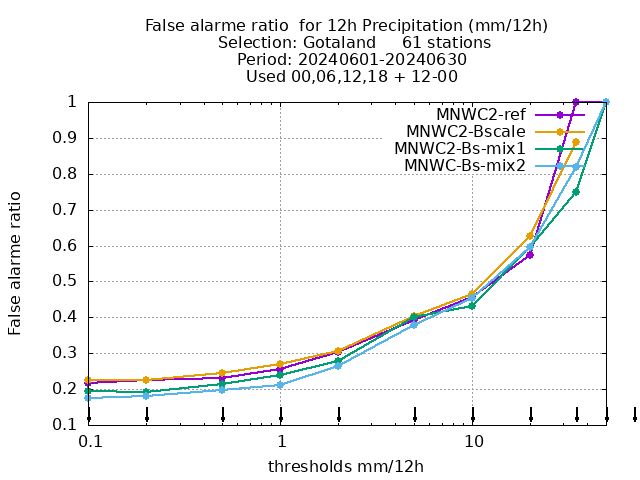 False alarme ratio  for 12h Precipitation (mm/12h)
Selection: Gotaland     61 stations
Period: 20240601-20240630
Used 00,06,12,18 + 12-00
MNWC2-ref
MNWC2-Bscale
MNWC2-Bs-mix1
MNWC-Bs-mix2
False alarme ratio
1
0.9
0.8
0.7
0.6
0.5
0.4
0.3
0.2
0.1
0.1 1 10
thresholds mm/12h